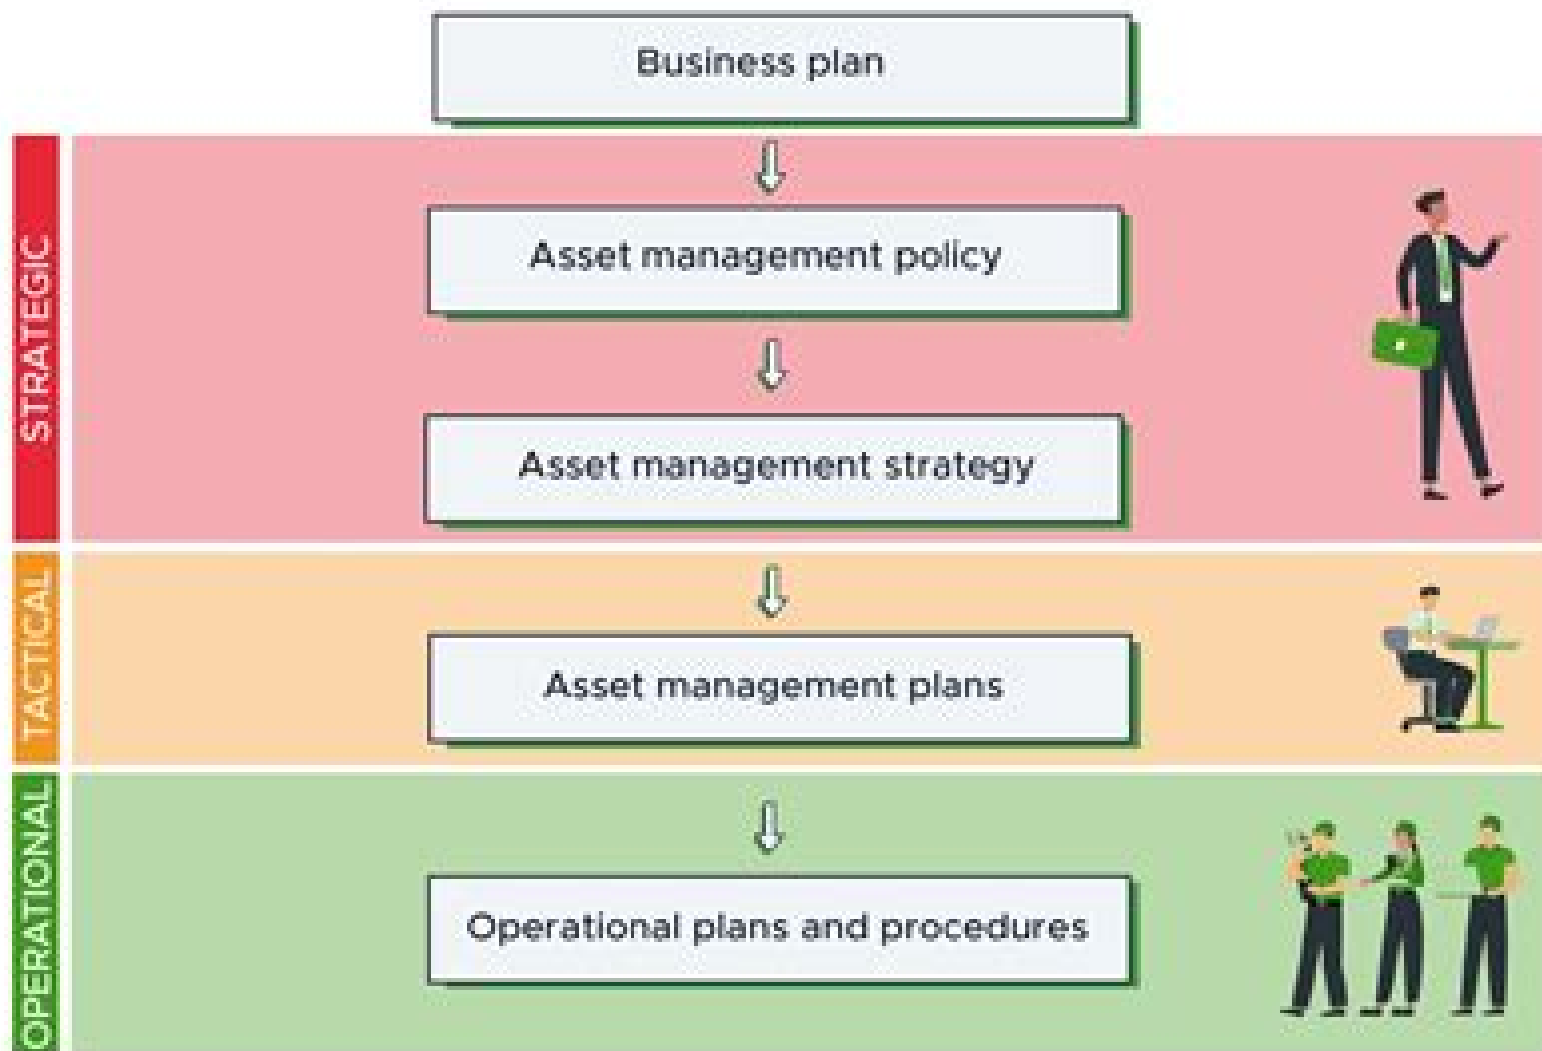 Business plan
STRATEGIC
Asset management policy
Asset management strategy
TACTICAL
Asset management plans
OPERATIONAL
Operational plans and procedures